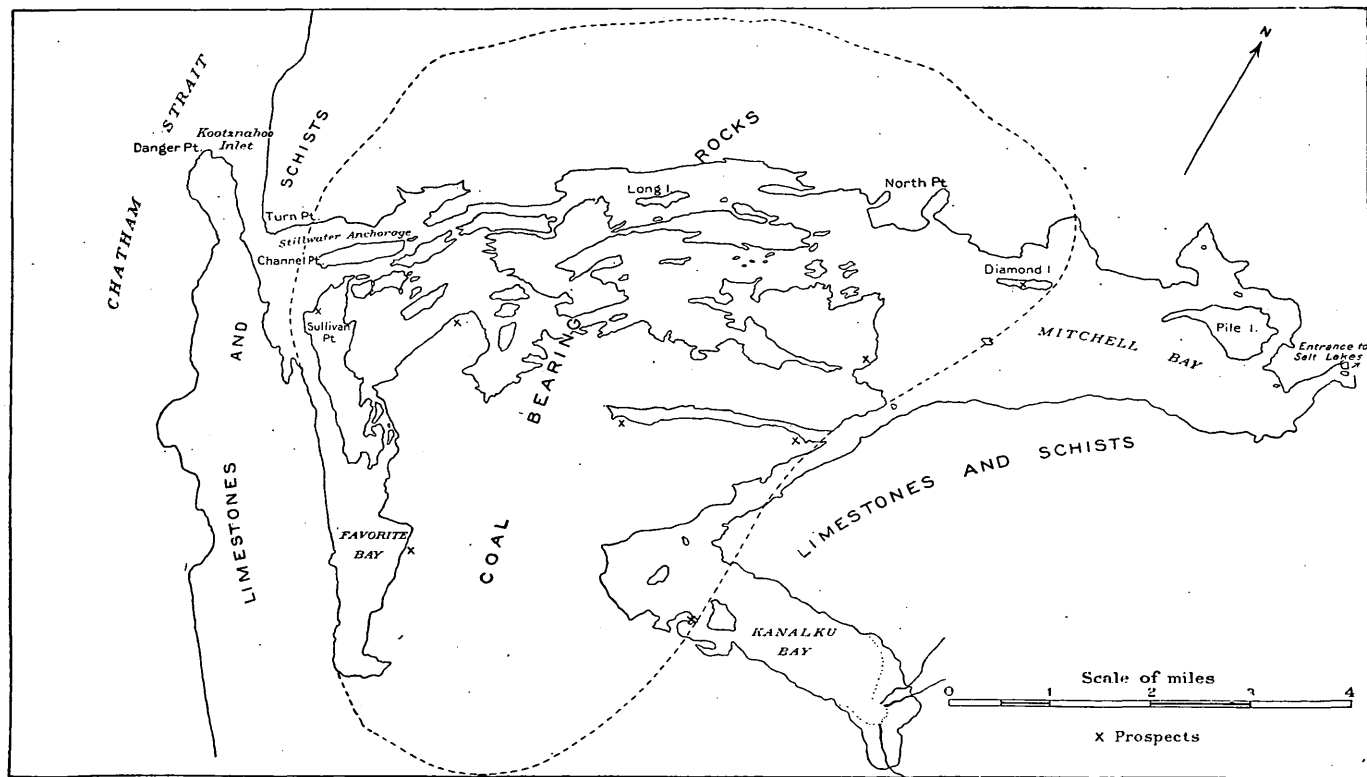 N
CHATHAM
STRAIT
Kootznahoo
Inlet
Danger Pt.
SCHISTS
AND
LIMESTONES
Turn Pt.
Stillwater Anchorage
Channel Pt.
Sullivan
Pt
Long I.
ROCKS
BEARING
COAL
North Pt
Diamond I
x
x
x
x
x
x
x
x
MITCHELL BAY
Pile I.
Entrance to
Salt Lakes
LIMESTONES AND SCHISTS
FAVORITE
BAY
KANALKU
BAY
Scale of miles
0 1 2 3 4
x Prospects